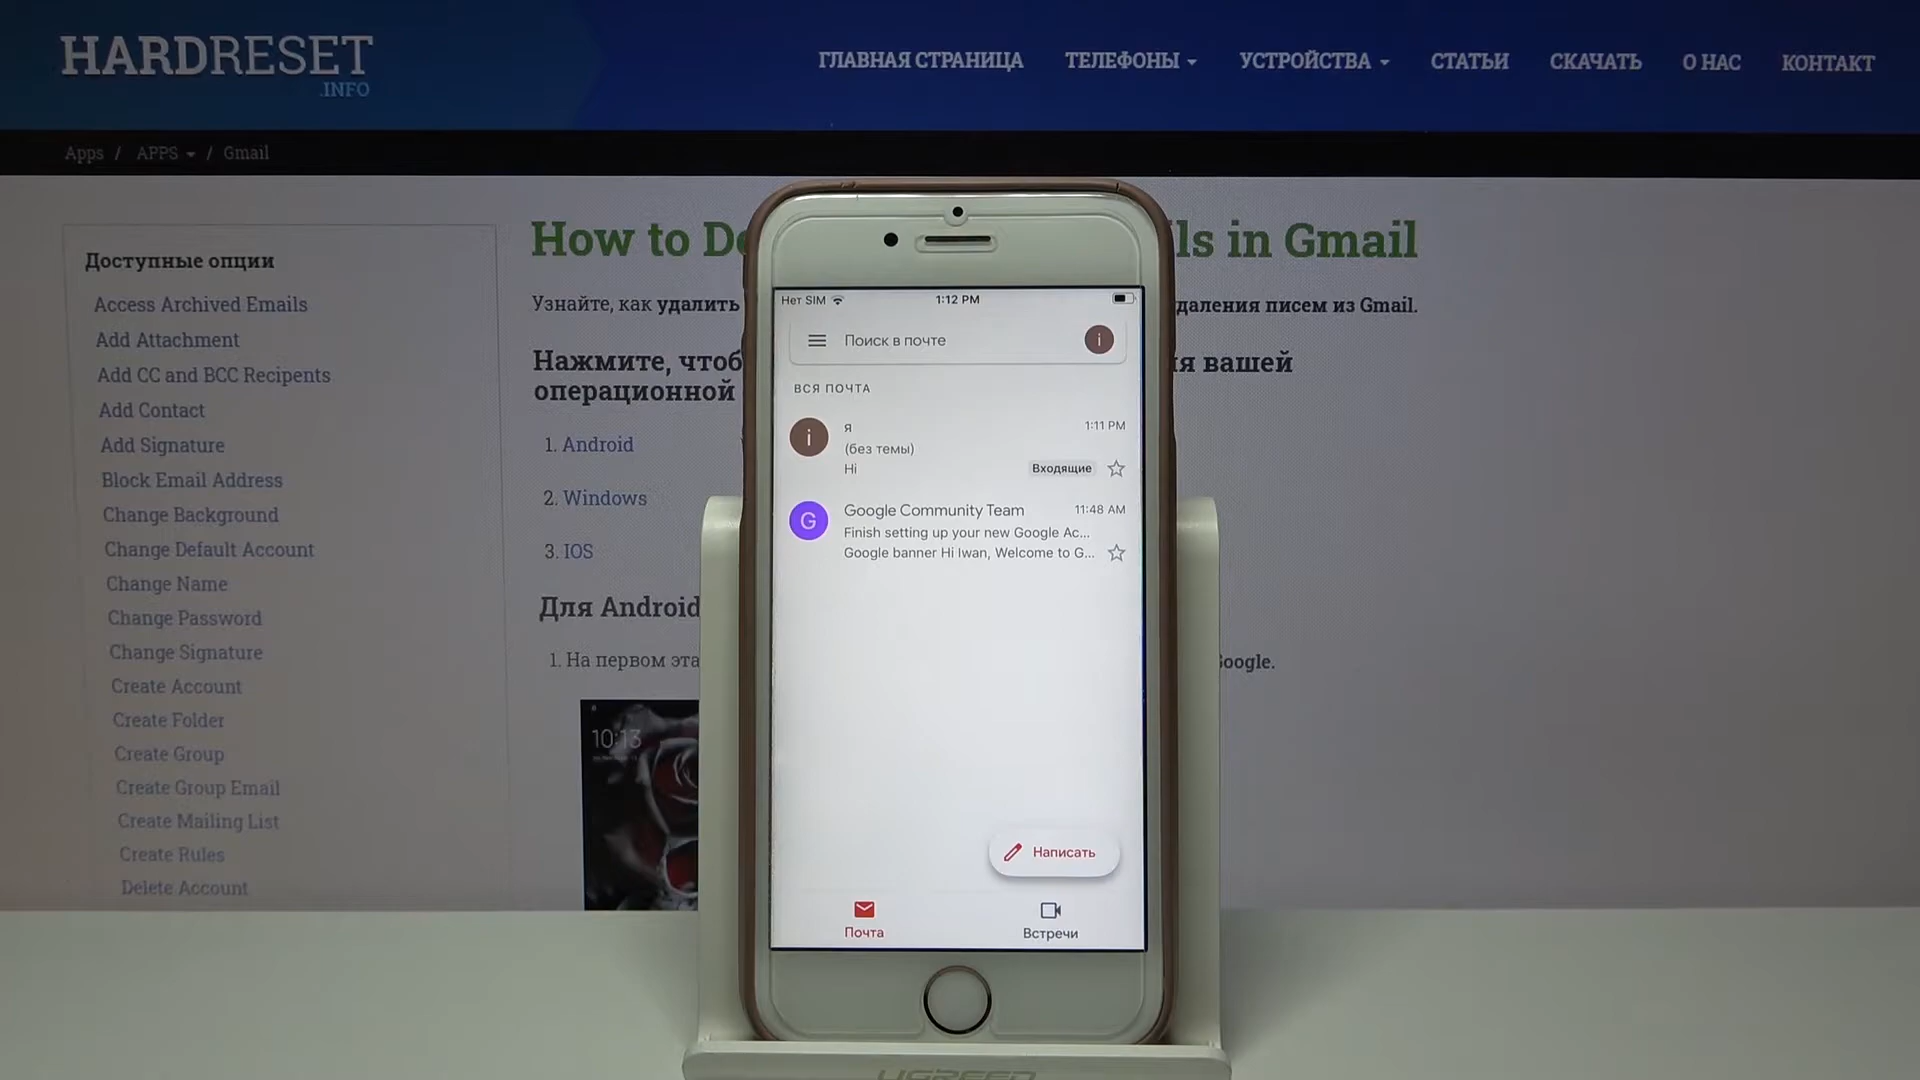 HARDRESET
.INFO
ГЛАВНАЯ СТРАНИЦА ТЕЛЕФОНЫ УСТРОЙСТВА СТАТЬИ СКАЧАТЬ О НАС КОНТАКТ
Apps / APPS / Gmail
Доступные опции
Access Archived Emails
Add Attachment
Add CC and BCC Recipents
Add Contact
Add Signature
Block Email Address
Change Background
Change Default Account
Change Name
Change Password
Change Signature
Create Account
Create Folder
Create Group
Create Group Email
Create Mailing List
Create Rules
Delete Account
How to De
ls in Gmail
Узнайте, как удалить
даления писем из Gmail.
Нажмите, чтоб
я вашей
операционной
1. Android
2. Windows
3. IOS
Для Android
1. На первом эта
Google.
10:13
Нет SIM 1:12 PM
Поиск в почте i
ВСЯ ПОЧТА
i
я 1:11 PM
(без темы)
Hi Входящие
G
Google Community Team 11:48 AM
Finish setting up your new Google Ac...
Google banner Hi Iwan, Welcome to G...
Написать
Почта Встречи
UGREEN